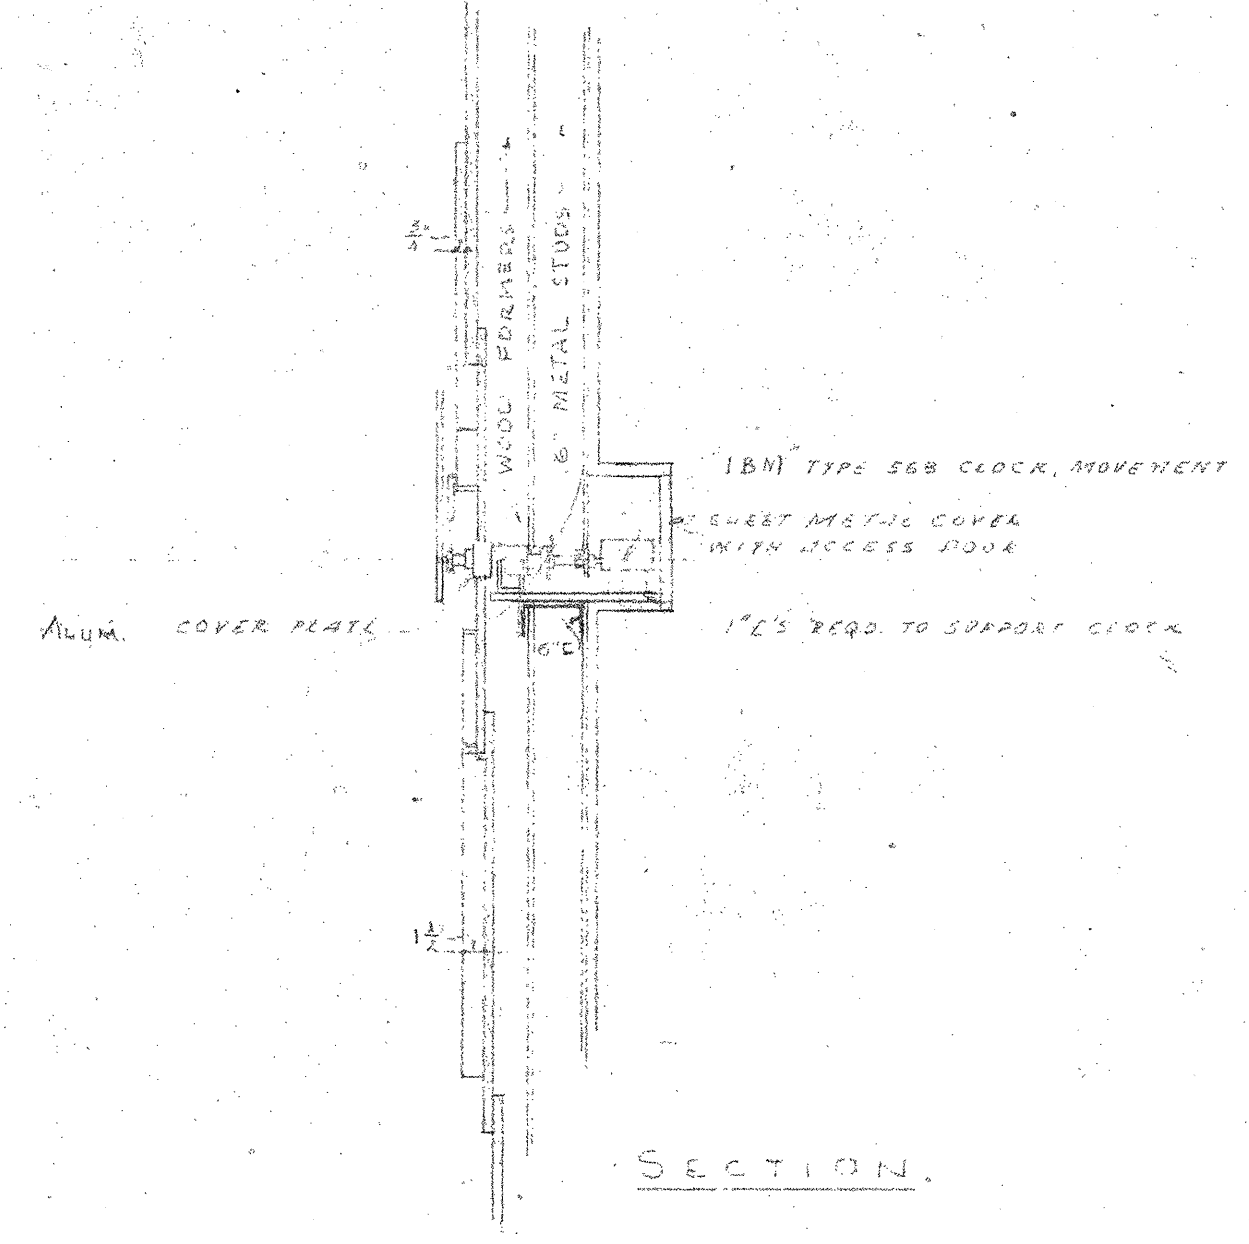 3/4"
WOOD FORMERS
6" METAL STUDS
"IBM" TYPE 568 CLOCK, MOVEMENT
SHEET METAL COVER
WITH ACCESS DOOR
ALUM. COVER PLATE
6"[
1"['S REQD. TO SUPPORT CLOCK
1 1/2"
SECTION.